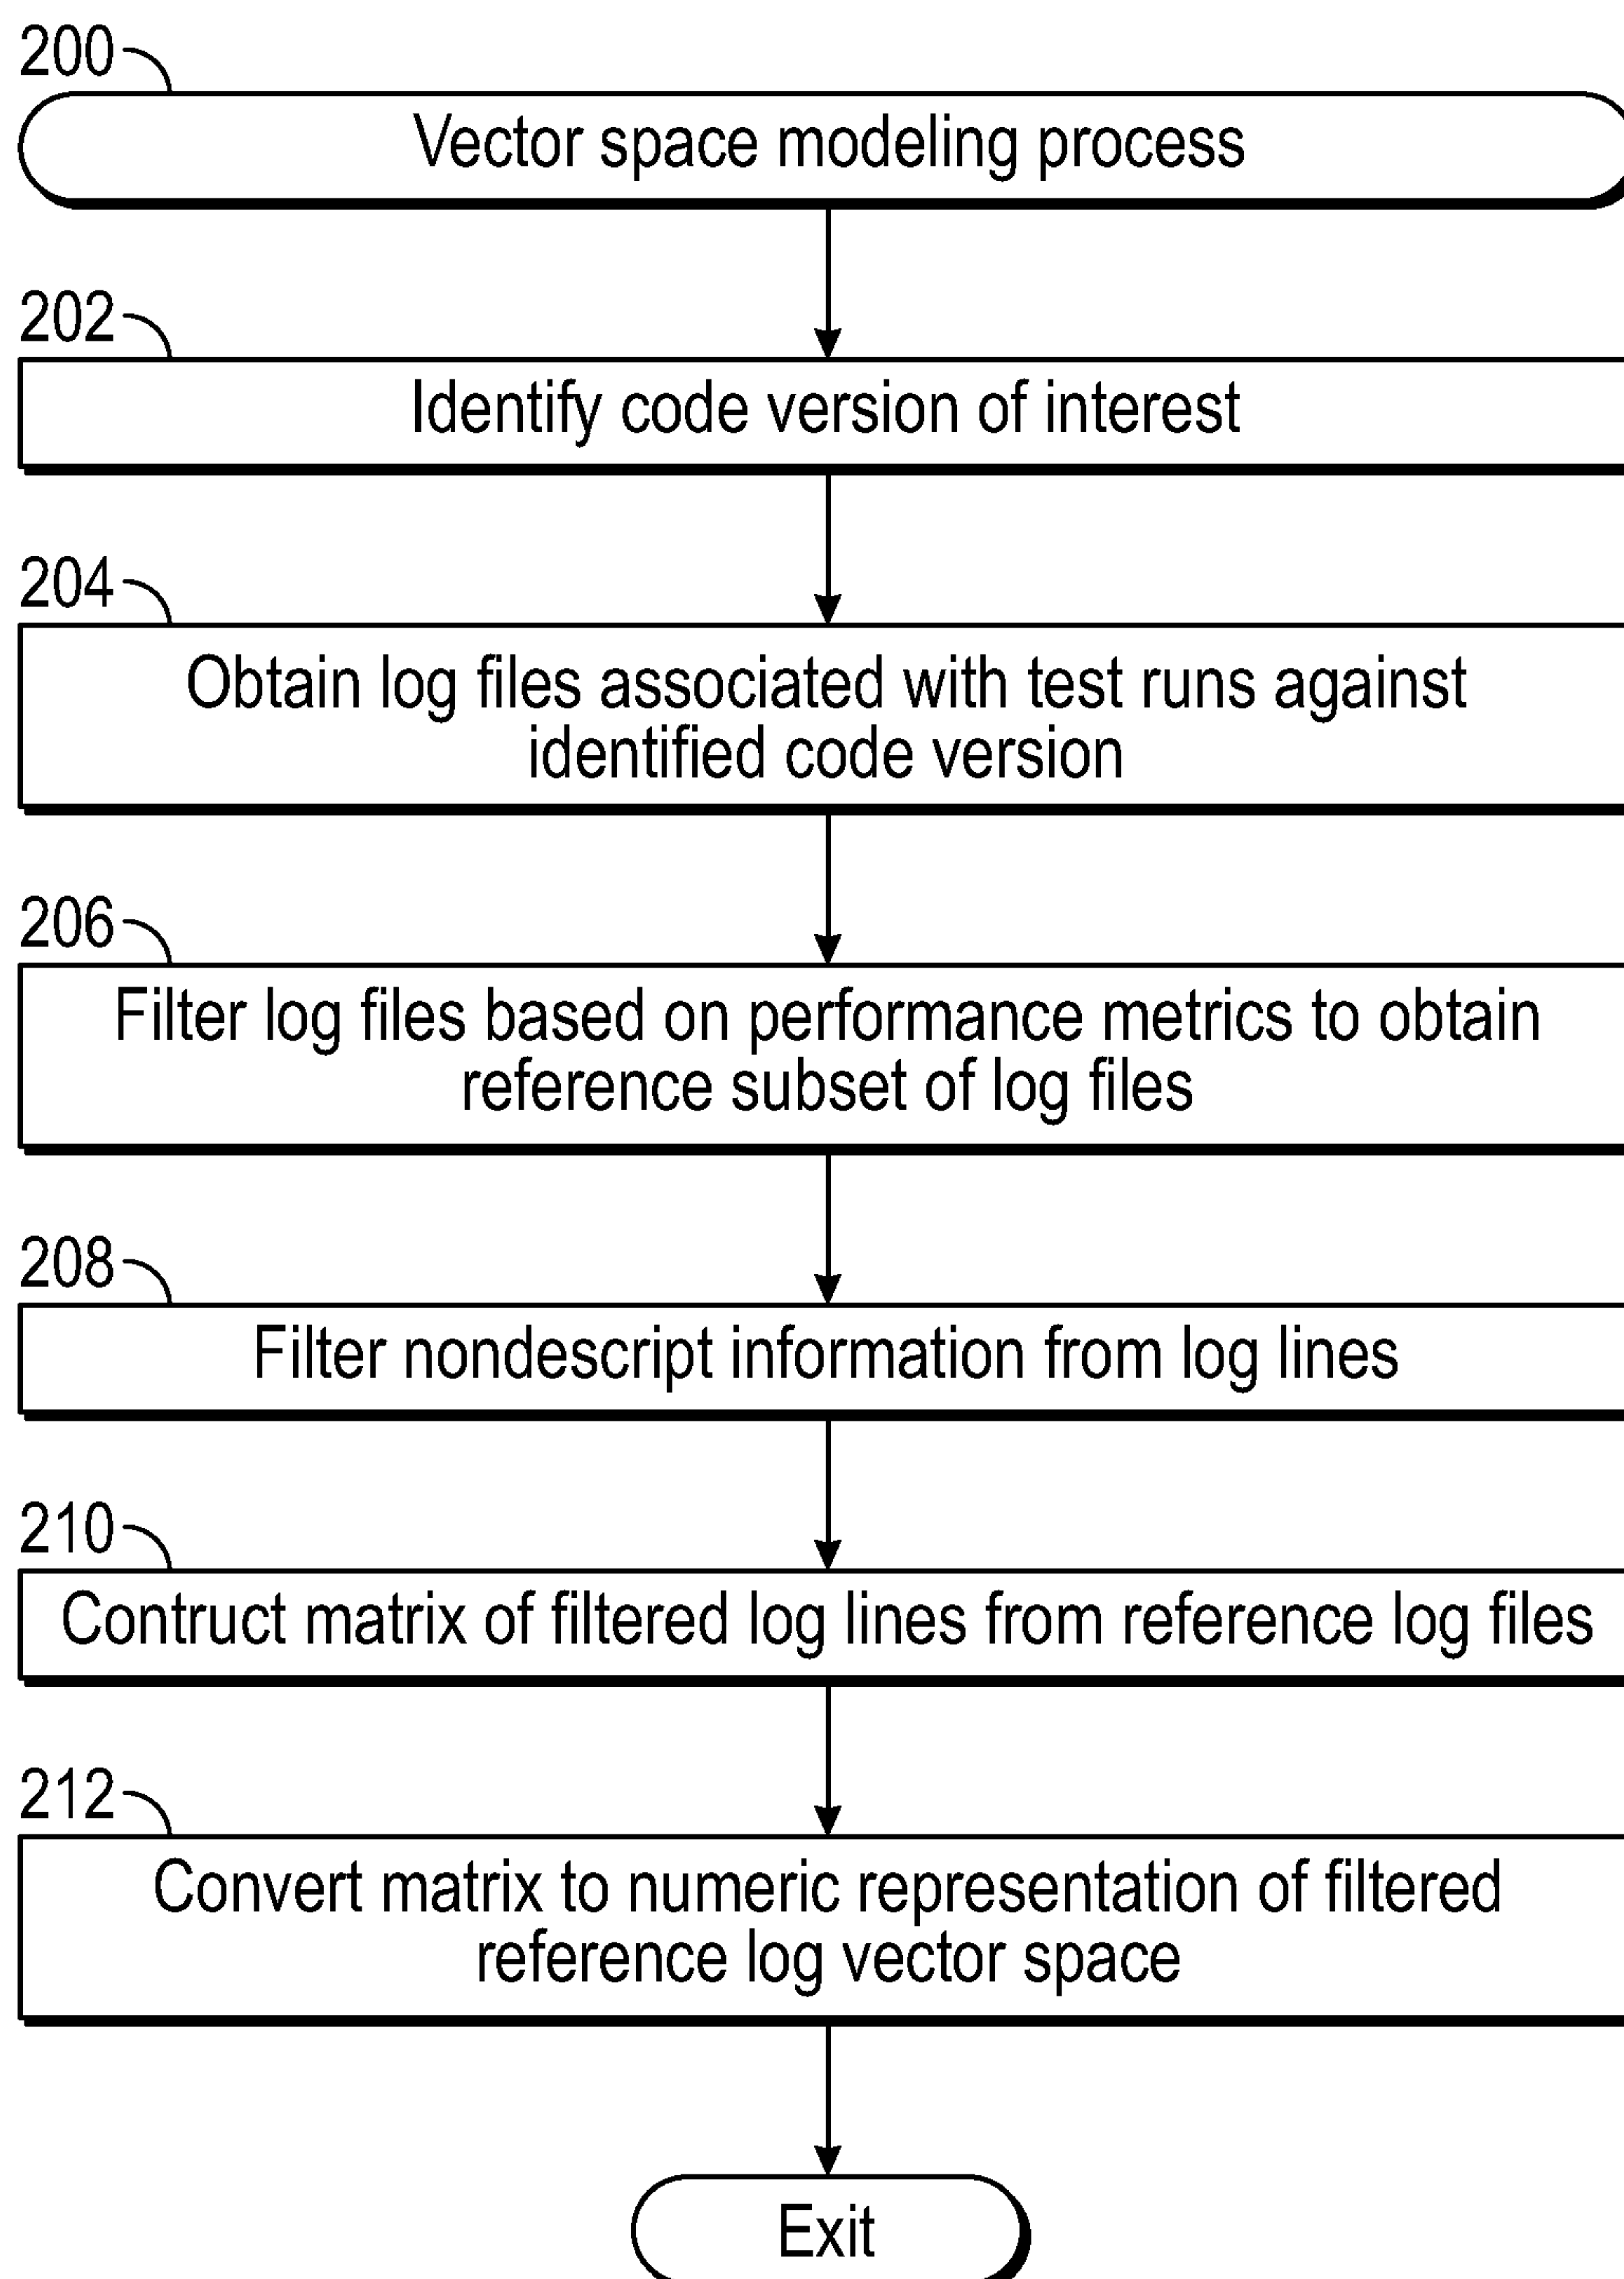 200
Vector space modeling process
202
Identify code version of interest
204
Obtain log files associated with test runs against
identified code version
206
Filter log files based on performance metrics to obtain
reference subset of log files
208
Filter nondescript information from log lines
210
Contruct matrix of filtered log lines from reference log files
212
Convert matrix to numeric representation of filtered
reference log vector space
Exit